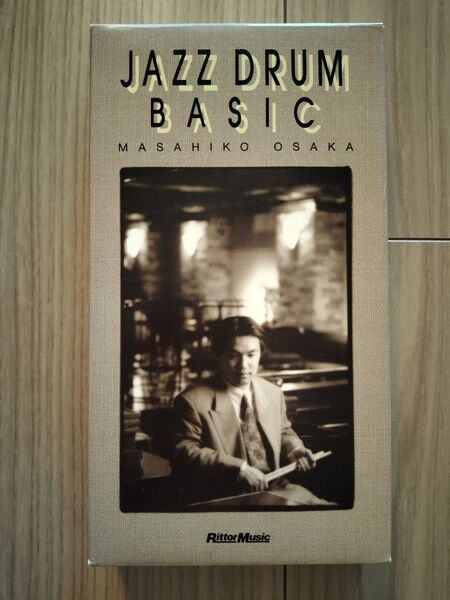 JAZZ DRUM
BASIC
MASAHIKO OSAKA
RittorMusic